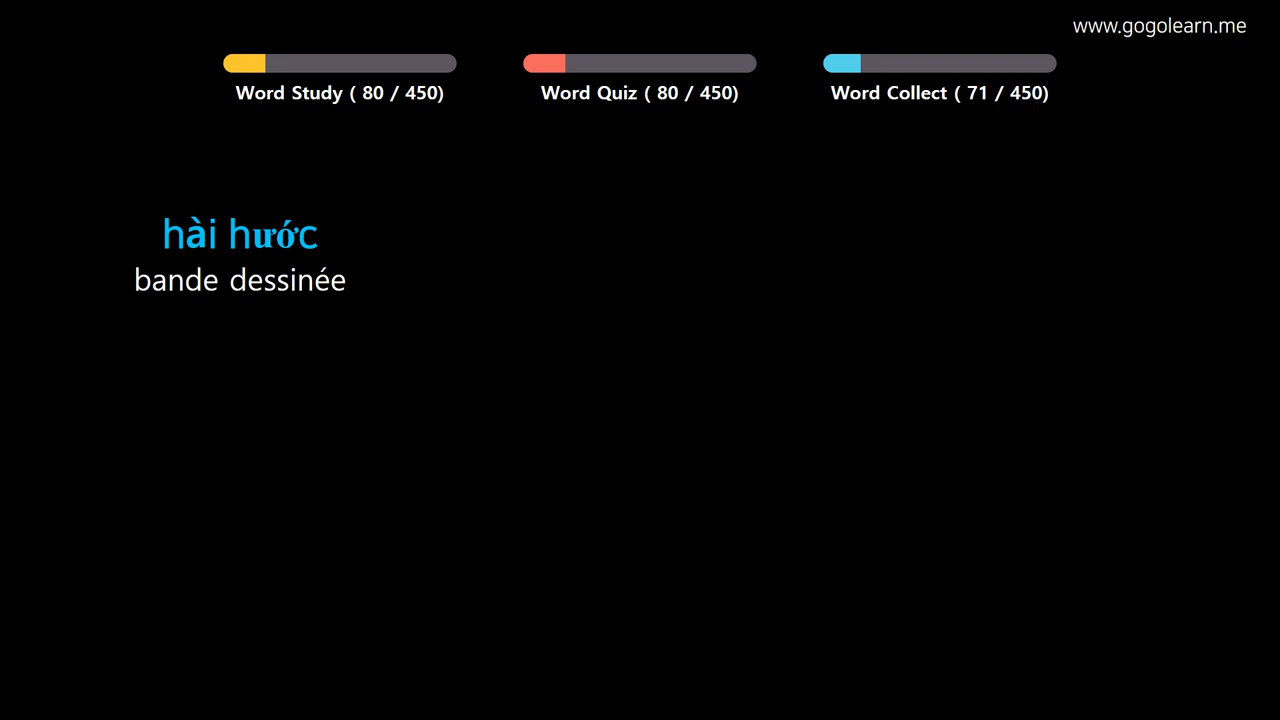 www.gogolearn.me
Word Study ( 80 / 450)
Word Quiz ( 80 / 450)
Word Collect ( 71 / 450)
hài hước
bande dessinée